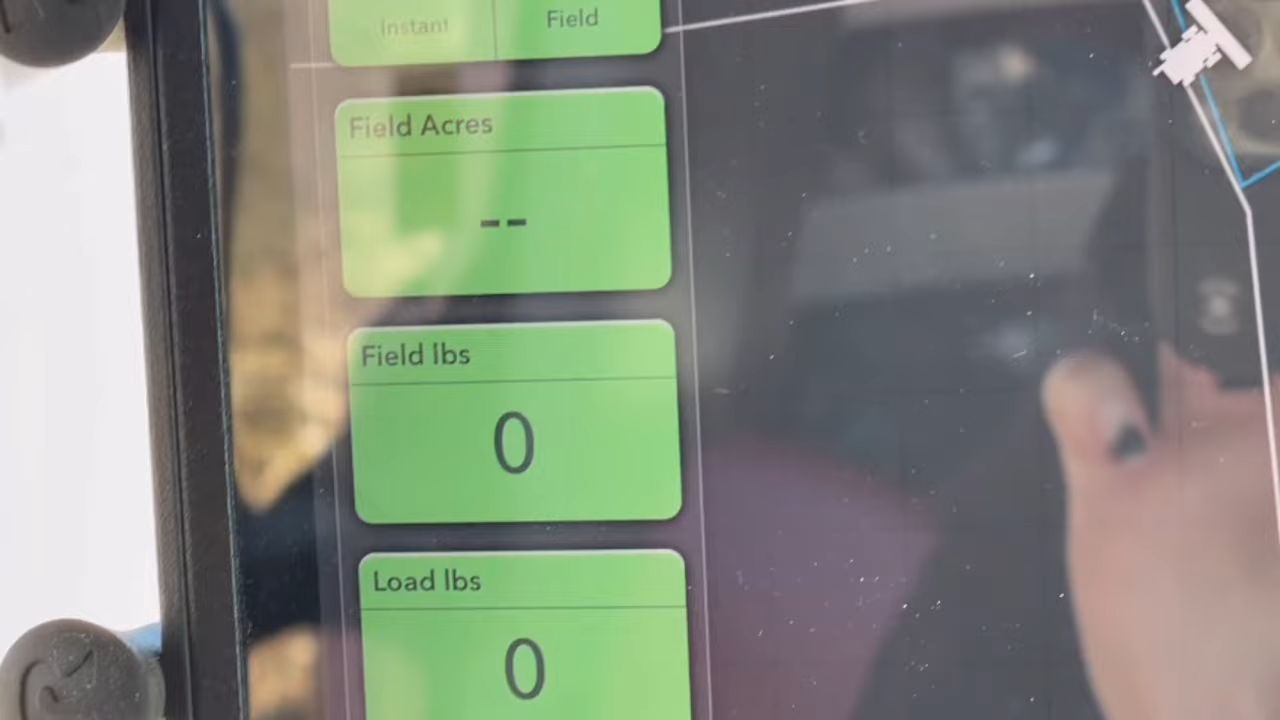 Instant Field
Field Acres
--
Field lbs
0
Load lbs
0